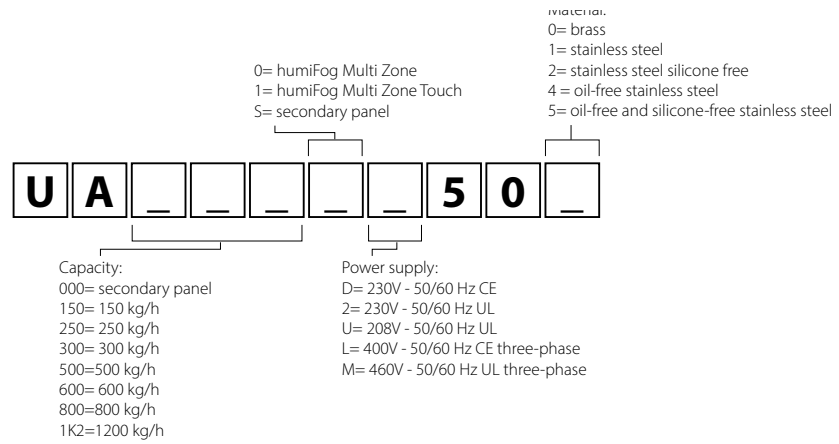 Material:
0= brass
1= stainless steel
2= stainless steel silicone free
4 = oil-free stainless steel
5= oil-free and silicone-free stainless steel
0= humiFog Multi Zone
1= humiFog Multi Zone Touch
S= secondary panel
U A _ _ _ _ _ 5 0 _
Capacity:
000= secondary panel
150= 150 kg/h
250= 250 kg/h
300= 300 kg/h
500=500 kg/h
600= 600 kg/h
800=800 kg/h
1K2=1200 kg/h
Power supply:
D= 230V - 50/60 Hz CE
2= 230V - 50/60 Hz UL
U= 208V - 50/60 Hz UL
L= 400V - 50/60 Hz CE three-phase
M= 460V - 50/60 Hz UL three-phase